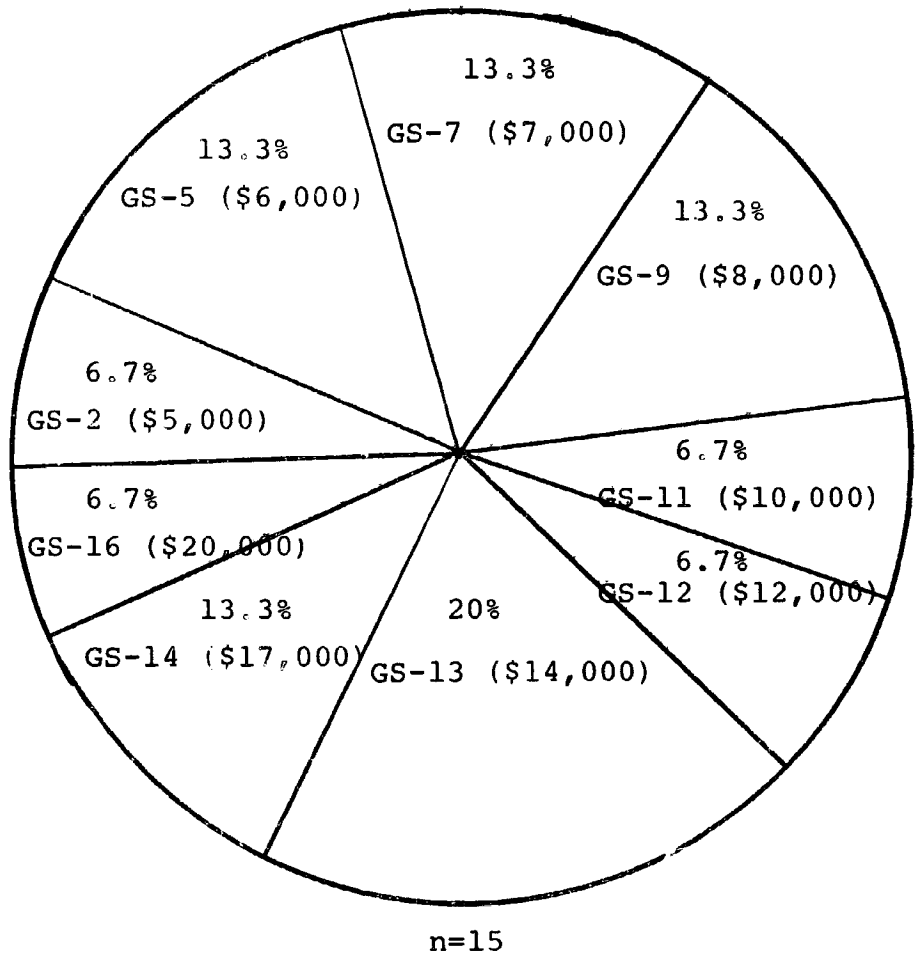 13.3%
GS-7 ($7,000)
13.3%
GS-5 ($6,000)
13.3%
GS-9 ($8,000)
6.7%
GS-2 ($5,000)
6.7%
GS-11 ($10,000)
6.7%
GS-16 ($20,000)
6.7%
GS-12 ($12,000)
13.3%
GS-14 ($17,000)
20%
GS-13 ($14,000)
n=15